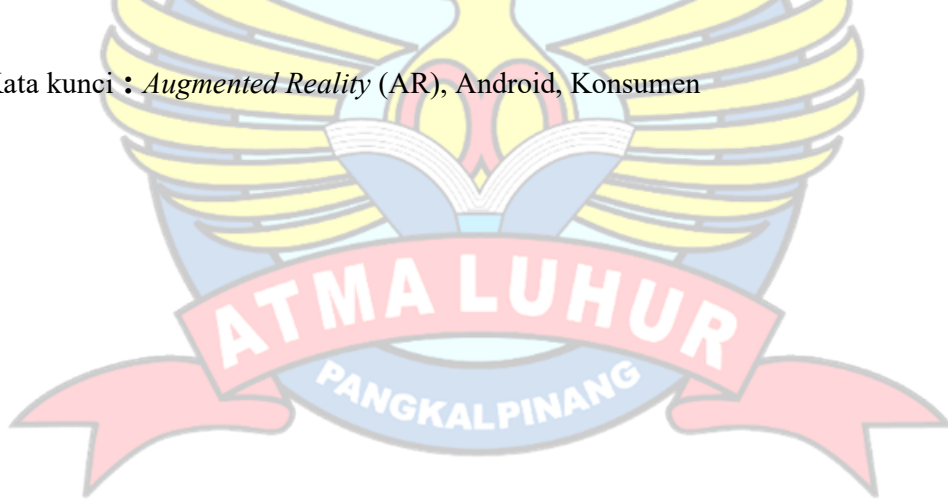 Kata kunci : Augmented Reality (AR), Android, Konsumen
ATMA LUHUR
PANGKALPINANG